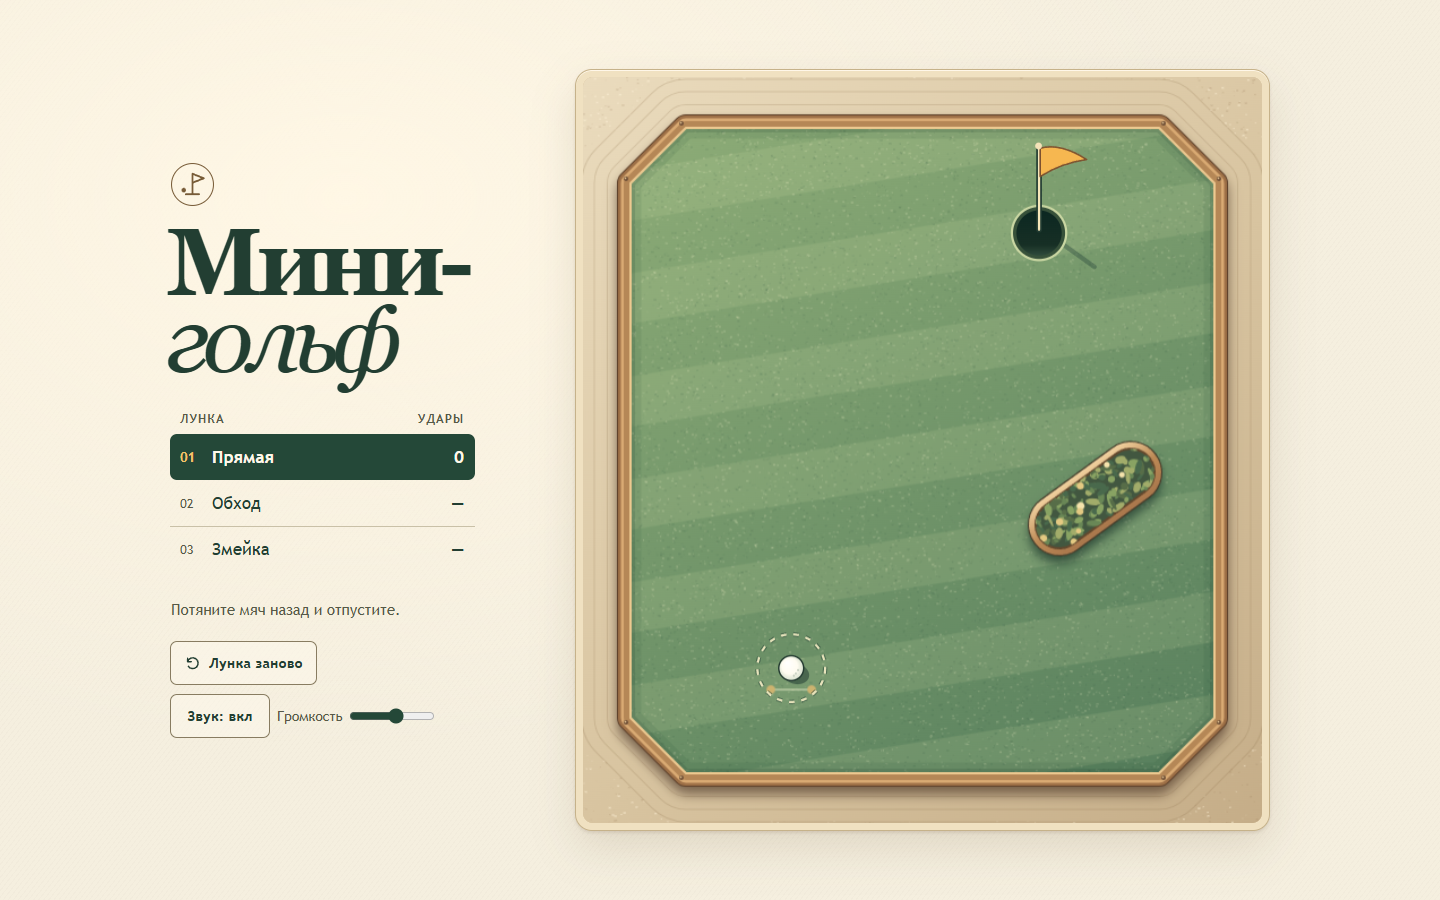 Мини-
гольф
ЛУНКА УДАРЫ
01 Прямая 0
02 Обход —
03 Змейка —
Потяните мяч назад и отпустите.
Лунка заново
Звук: вкл Громкость